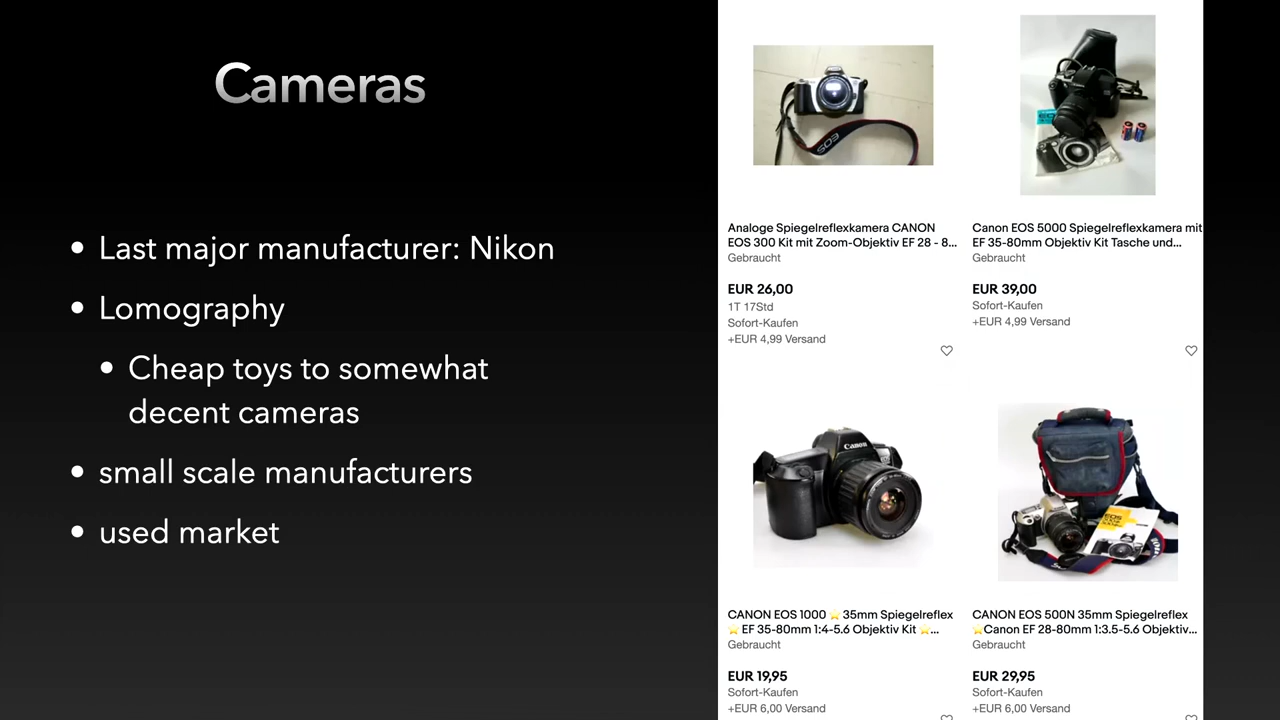 Cameras
• Last major manufacturer: Nikon
• Lomography
• Cheap toys to somewhat
decent cameras
• small scale manufacturers
• used market
EOS
Analoge Spiegelreflexkamera CANON
EOS 300 Kit mit Zoom-Objektiv EF 28 - 8...
Gebraucht
EUR 26,00
1T 17Std
Sofort-Kaufen
+EUR 4,99 Versand
Canon EOS 5000 Spiegelreflexkamera mit
EF 35-80mm Objektiv Kit Tasche und...
Gebraucht
EUR 39,00
Sofort-Kaufen
+EUR 4,99 Versand
Canon
CANON EOS 1000 ⭐35mm Spiegelreflex
⭐EF 35-80mm 1:4-5.6 Objektiv Kit ⭐...
Gebraucht
EUR 19,95
Sofort-Kaufen
+EUR 6,00 Versand
CANON EOS 500N 35mm Spiegelreflex
⭐Canon EF 28-80mm 1:3.5-5.6 Objektiv...
Gebraucht
EUR 29,95
Sofort-Kaufen
+EUR 6,00 Versand